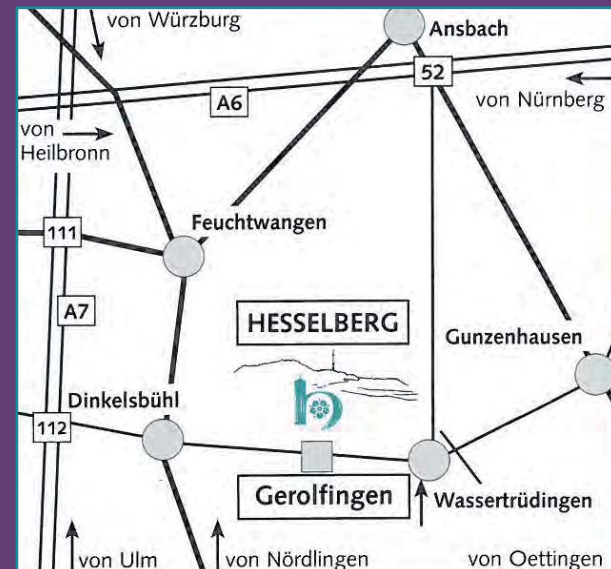 von Würzburg
Ansbach
52
A6
von Nürnberg
von
Heilbronn
Feuchtwangen
111
A7
HESSELBERG
Gunzenhausen
Dinkelsbühl
112
Gerolfingen
Wassertrüdingen
von Ulm
von Nördlingen
von Oettingen